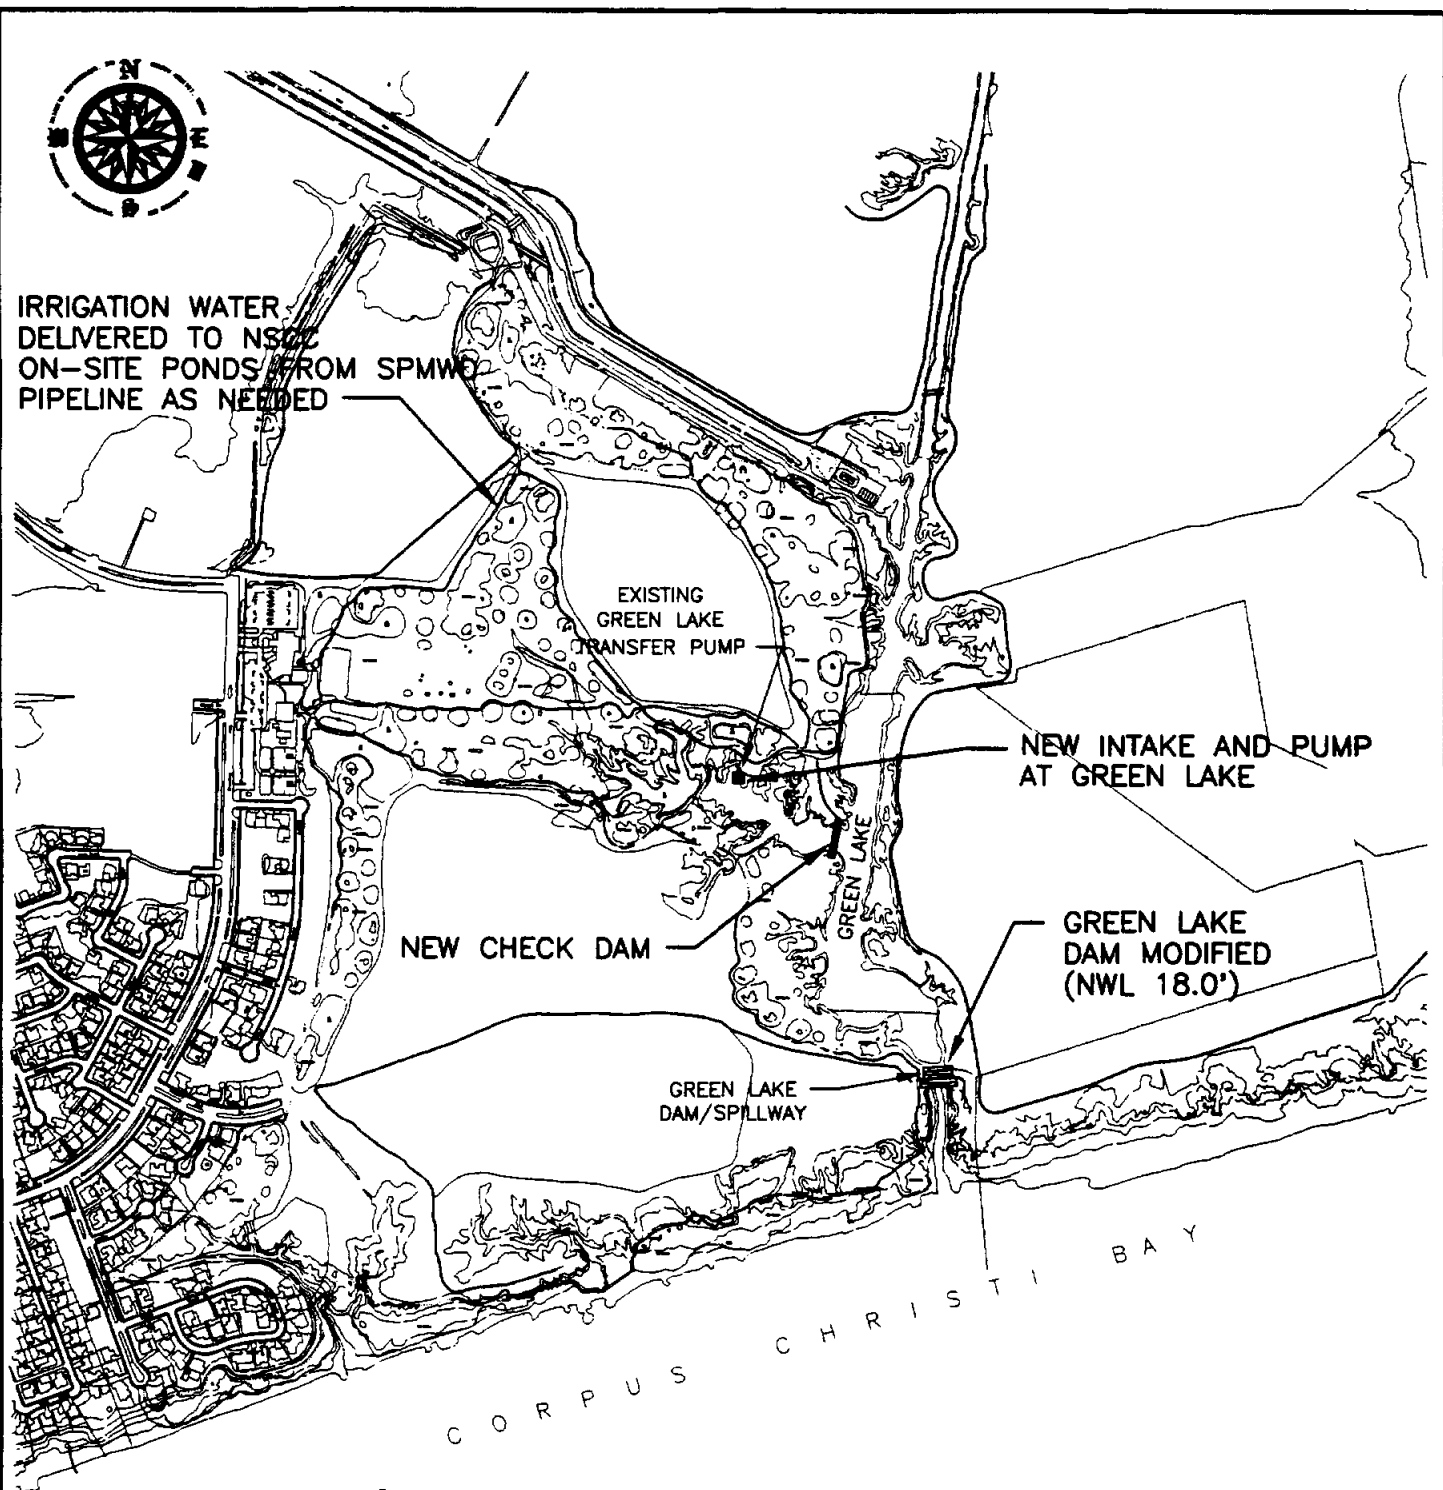 N
E
S
IRRIGATION WATER
DELIVERED TO NSCC
ON-SITE PONDS FROM SPMWD
PIPELINE AS NEEDED
EXISTING
GREEN LAKE
TRANSFER PUMP
NEW INTAKE AND PUMP
AT GREEN LAKE
GREEN LAKE
NEW CHECK DAM
GREEN LAKE
DAM MODIFIED
(NWL 18.0')
GREEN LAKE
DAM/SPILLWAY
CORPUS CHRISTI BAY